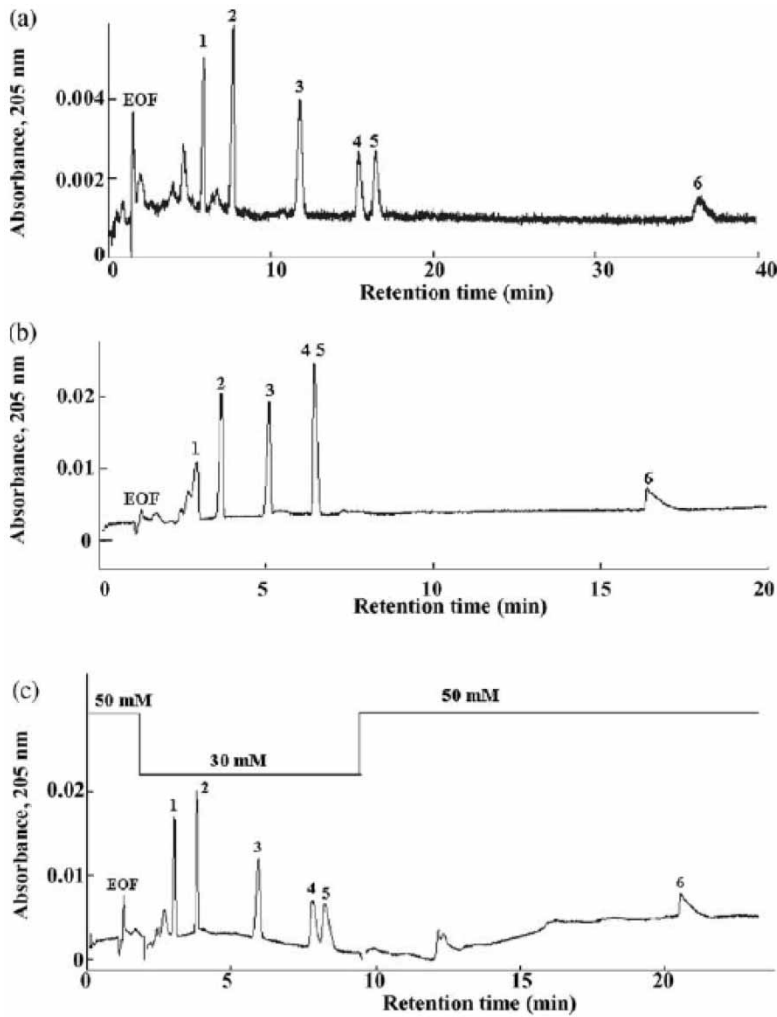 (a)
Absorbance, 205 nm
0.004
0.002
0
EOF
1
2
3
4 5
6
0 10 20 30 40
Retention time (min)
(b)
Absorbance, 205 nm
0.02
0.01
0
EOF
1
2
3
4 5
6
0 5 10 15 20
Retention time (min)
(c)
50 mM
30 mM
50 mM
Absorbance, 205 nm
0.02
0.01
0
EOF
1
2
3
4 5
6
0 5 10 15 20
Retention time (min)